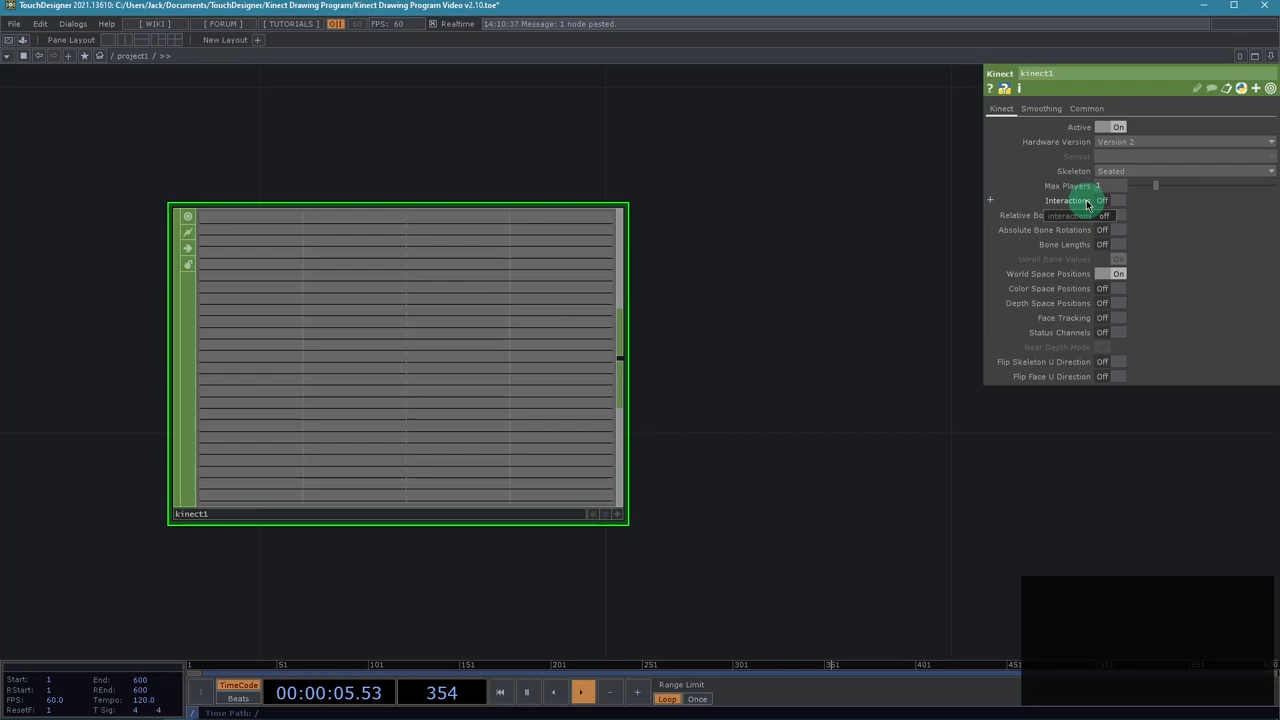 TouchDesigner 2021.13610: C:/Users/Jack/Documents/TouchDesigner/Kinect Drawing Program/Kinect Drawing Program Video v2.10.toe*
File Edit Dialogs Help [ WIKI ] [ FORUM ] [ TUTORIALS ] O|I 60 FPS: 60 Realtime 14:10:37 Message: 1 node pasted.
Pane Layout New Layout +
/ project1 / >> 0
Kinect kinect1
? ? i
Kinect Smoothing Common
Active On
Hardware Version Version 2
Sensor
Skeleton Seated
Max Players
+ Interactions Off
Relative Bo interactions off
Absolute Bone Rotations Off
Bone Lengths Off
Unroll Bone Values On
World Space Positions On
Color Space Positions Off
Depth Space Positions Off
Face Tracking Off
Status Channels Off
Near Depth Mode
Flip Skeleton U Direction Off
Flip Face U Direction Off
kinect1
1 51 101 151 201 251 301 351 401 451
Start: 1 End: 600
RStart: 1 REnd: 600
FPS: 60.0 Tempo: 120.0
ResetF: 1 T Sig: 4 4
TimeCode
Beats
00:00:05.53 354
Range Limit
Loop Once
/ Time Path: /